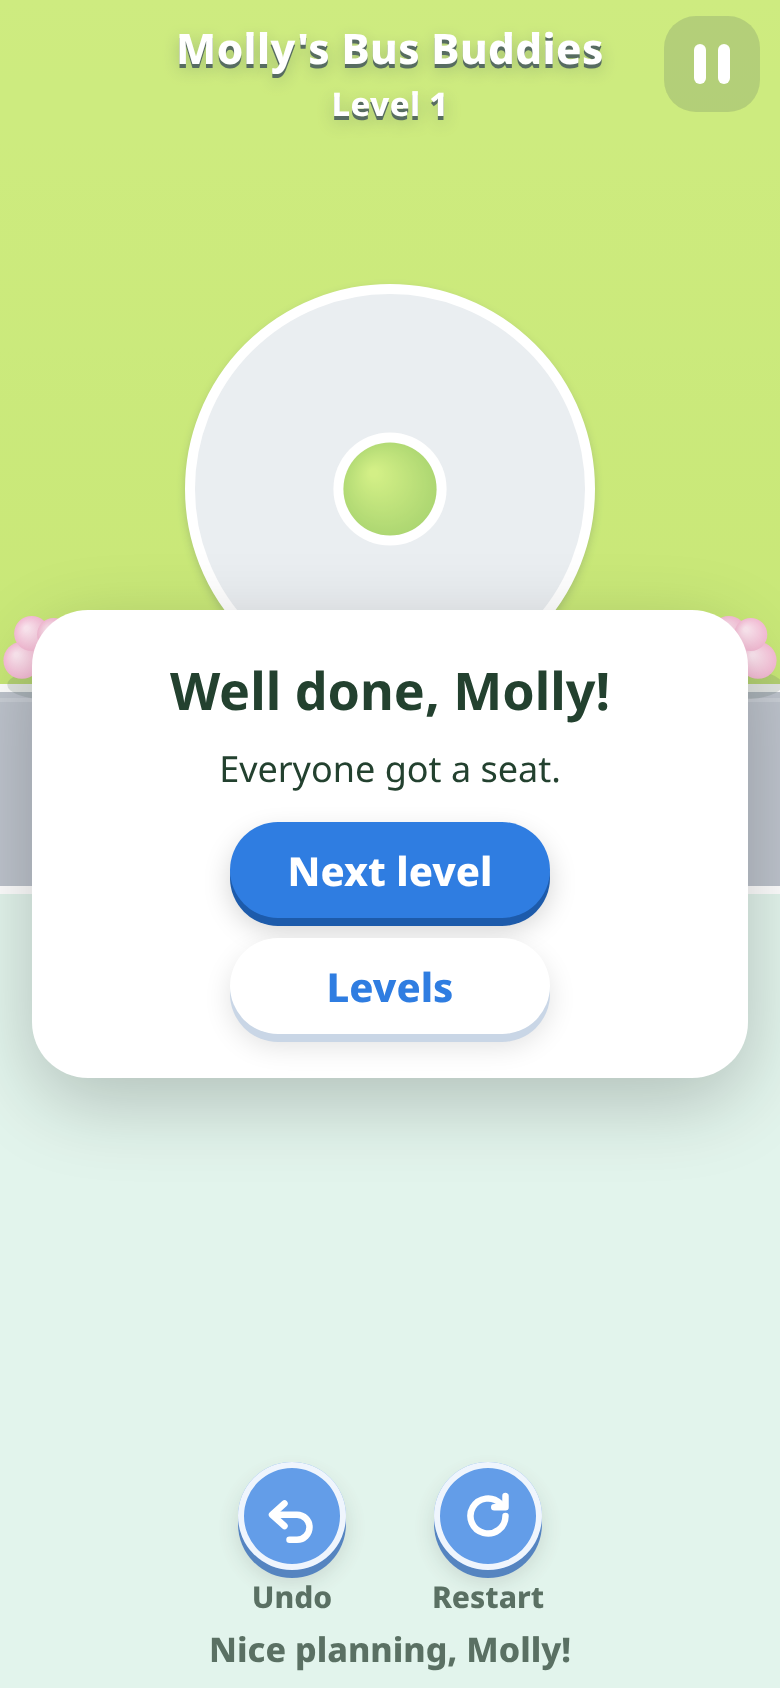 Molly's Bus Buddies
Level 1
Well done, Molly!
Everyone got a seat.
Next level
Levels
Undo
Restart
Nice planning, Molly!